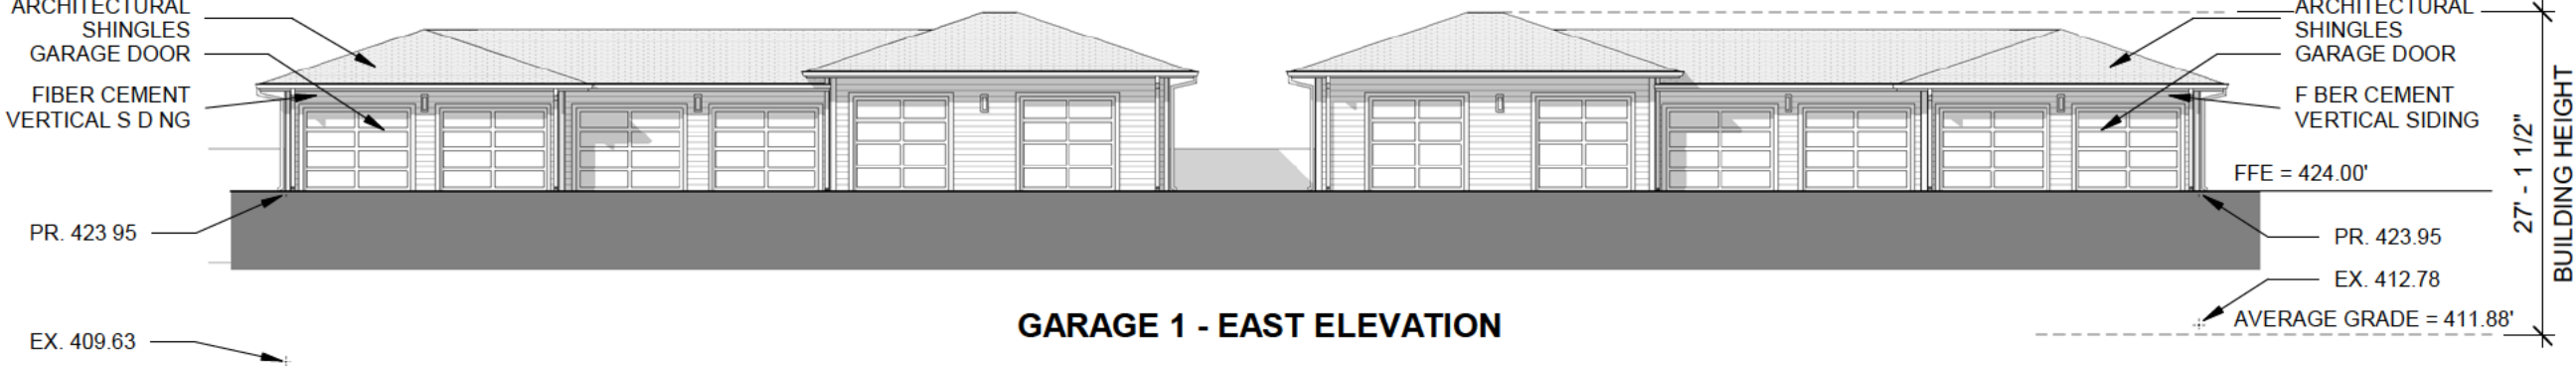 ARCHITECTURAL
SHINGLES
GARAGE DOOR
FIBER CEMENT
VERTICAL S D NG
PR. 423 95
EX. 409.63
GARAGE 1 - EAST ELEVATION
ARCHITECTURAL
SHINGLES
GARAGE DOOR
F BER CEMENT
VERTICAL SIDING
FFE = 424.00'
PR. 423.95
EX. 412.78
AVERAGE GRADE = 411.88'
27' - 1 1/2"
BUILDING HEIGHT